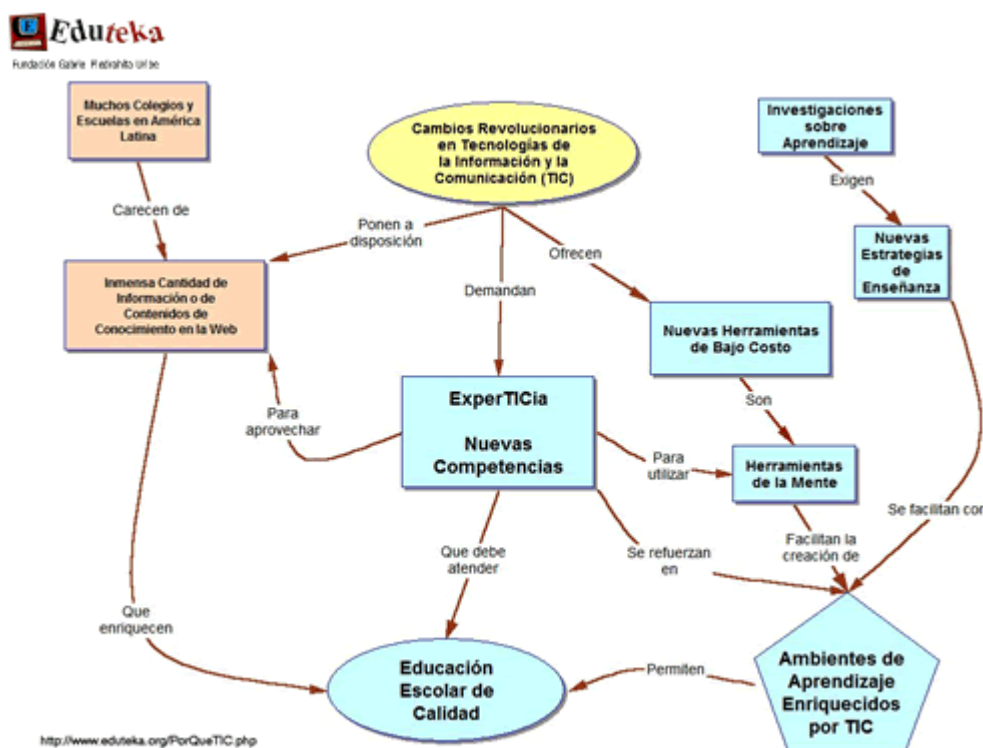 Eduteka
Fundación Gabriel Piedrahita Uribe
Muchos Colegios y
Escuelas en América
Latina
Cambios Revolucionarios
en Tecnologías de
la Información y la
Comunicación (TIC)
Investigaciones
sobre
Aprendizaje
Carecen de
Ponen a
disposición
Ofrecen
Exigen
Demandan
Nuevas
Estrategias
de
Enseñanza
Inmensa Cantidad de
Información o de
Contenidos de
Conocimiento en la Web
Nuevas Herramientas
de Bajo Costo
Son
ExperTICia
Nuevas
Competencias
Para
aprovechar
Para
utilizar
Herramientas
de la Mente
Se facilitan con
Facilitan la
creación de
Que debe
atender
Se refuerzan
en
Que
enriquecen
Educación
Escolar de
Calidad
Permiten
Ambientes de
Aprendizaje
Enriquecidos
por TIC
http://www.eduteka.org/PorQueTIC.php